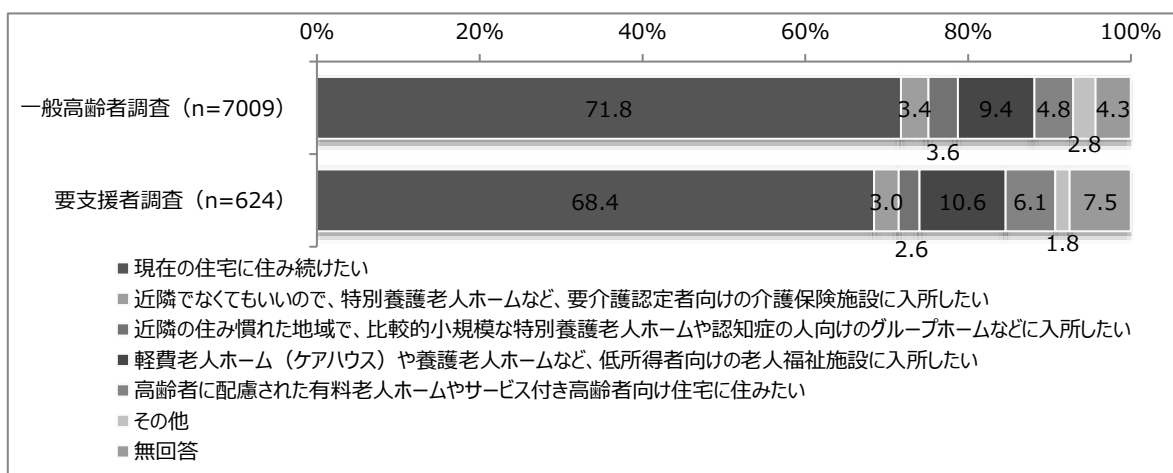 0% 20% 40% 60% 80% 100%
一般高齢者調査（n=7009） 71.8 3.4 3.6 9.4 4.8 2.8 4.3
要支援者調査（n=624） 68.4 3.0 2.6 10.6 6.1 1.8 7.5
現在の住宅に住み続けたい
近隣でなくてもいいので、特別養護老人ホームなど、要介護認定者向けの介護保険施設に入所したい
近隣の住み慣れた地域で、比較的小規模な特別養護老人ホームや認知症の人向けのグループホームなどに入所したい
軽費老人ホーム（ケアハウス）や養護老人ホームなど、低所得者向けの老人福祉施設に入所したい
高齢者に配慮された有料老人ホームやサービス付き高齢者向け住宅に住みたい
その他
無回答